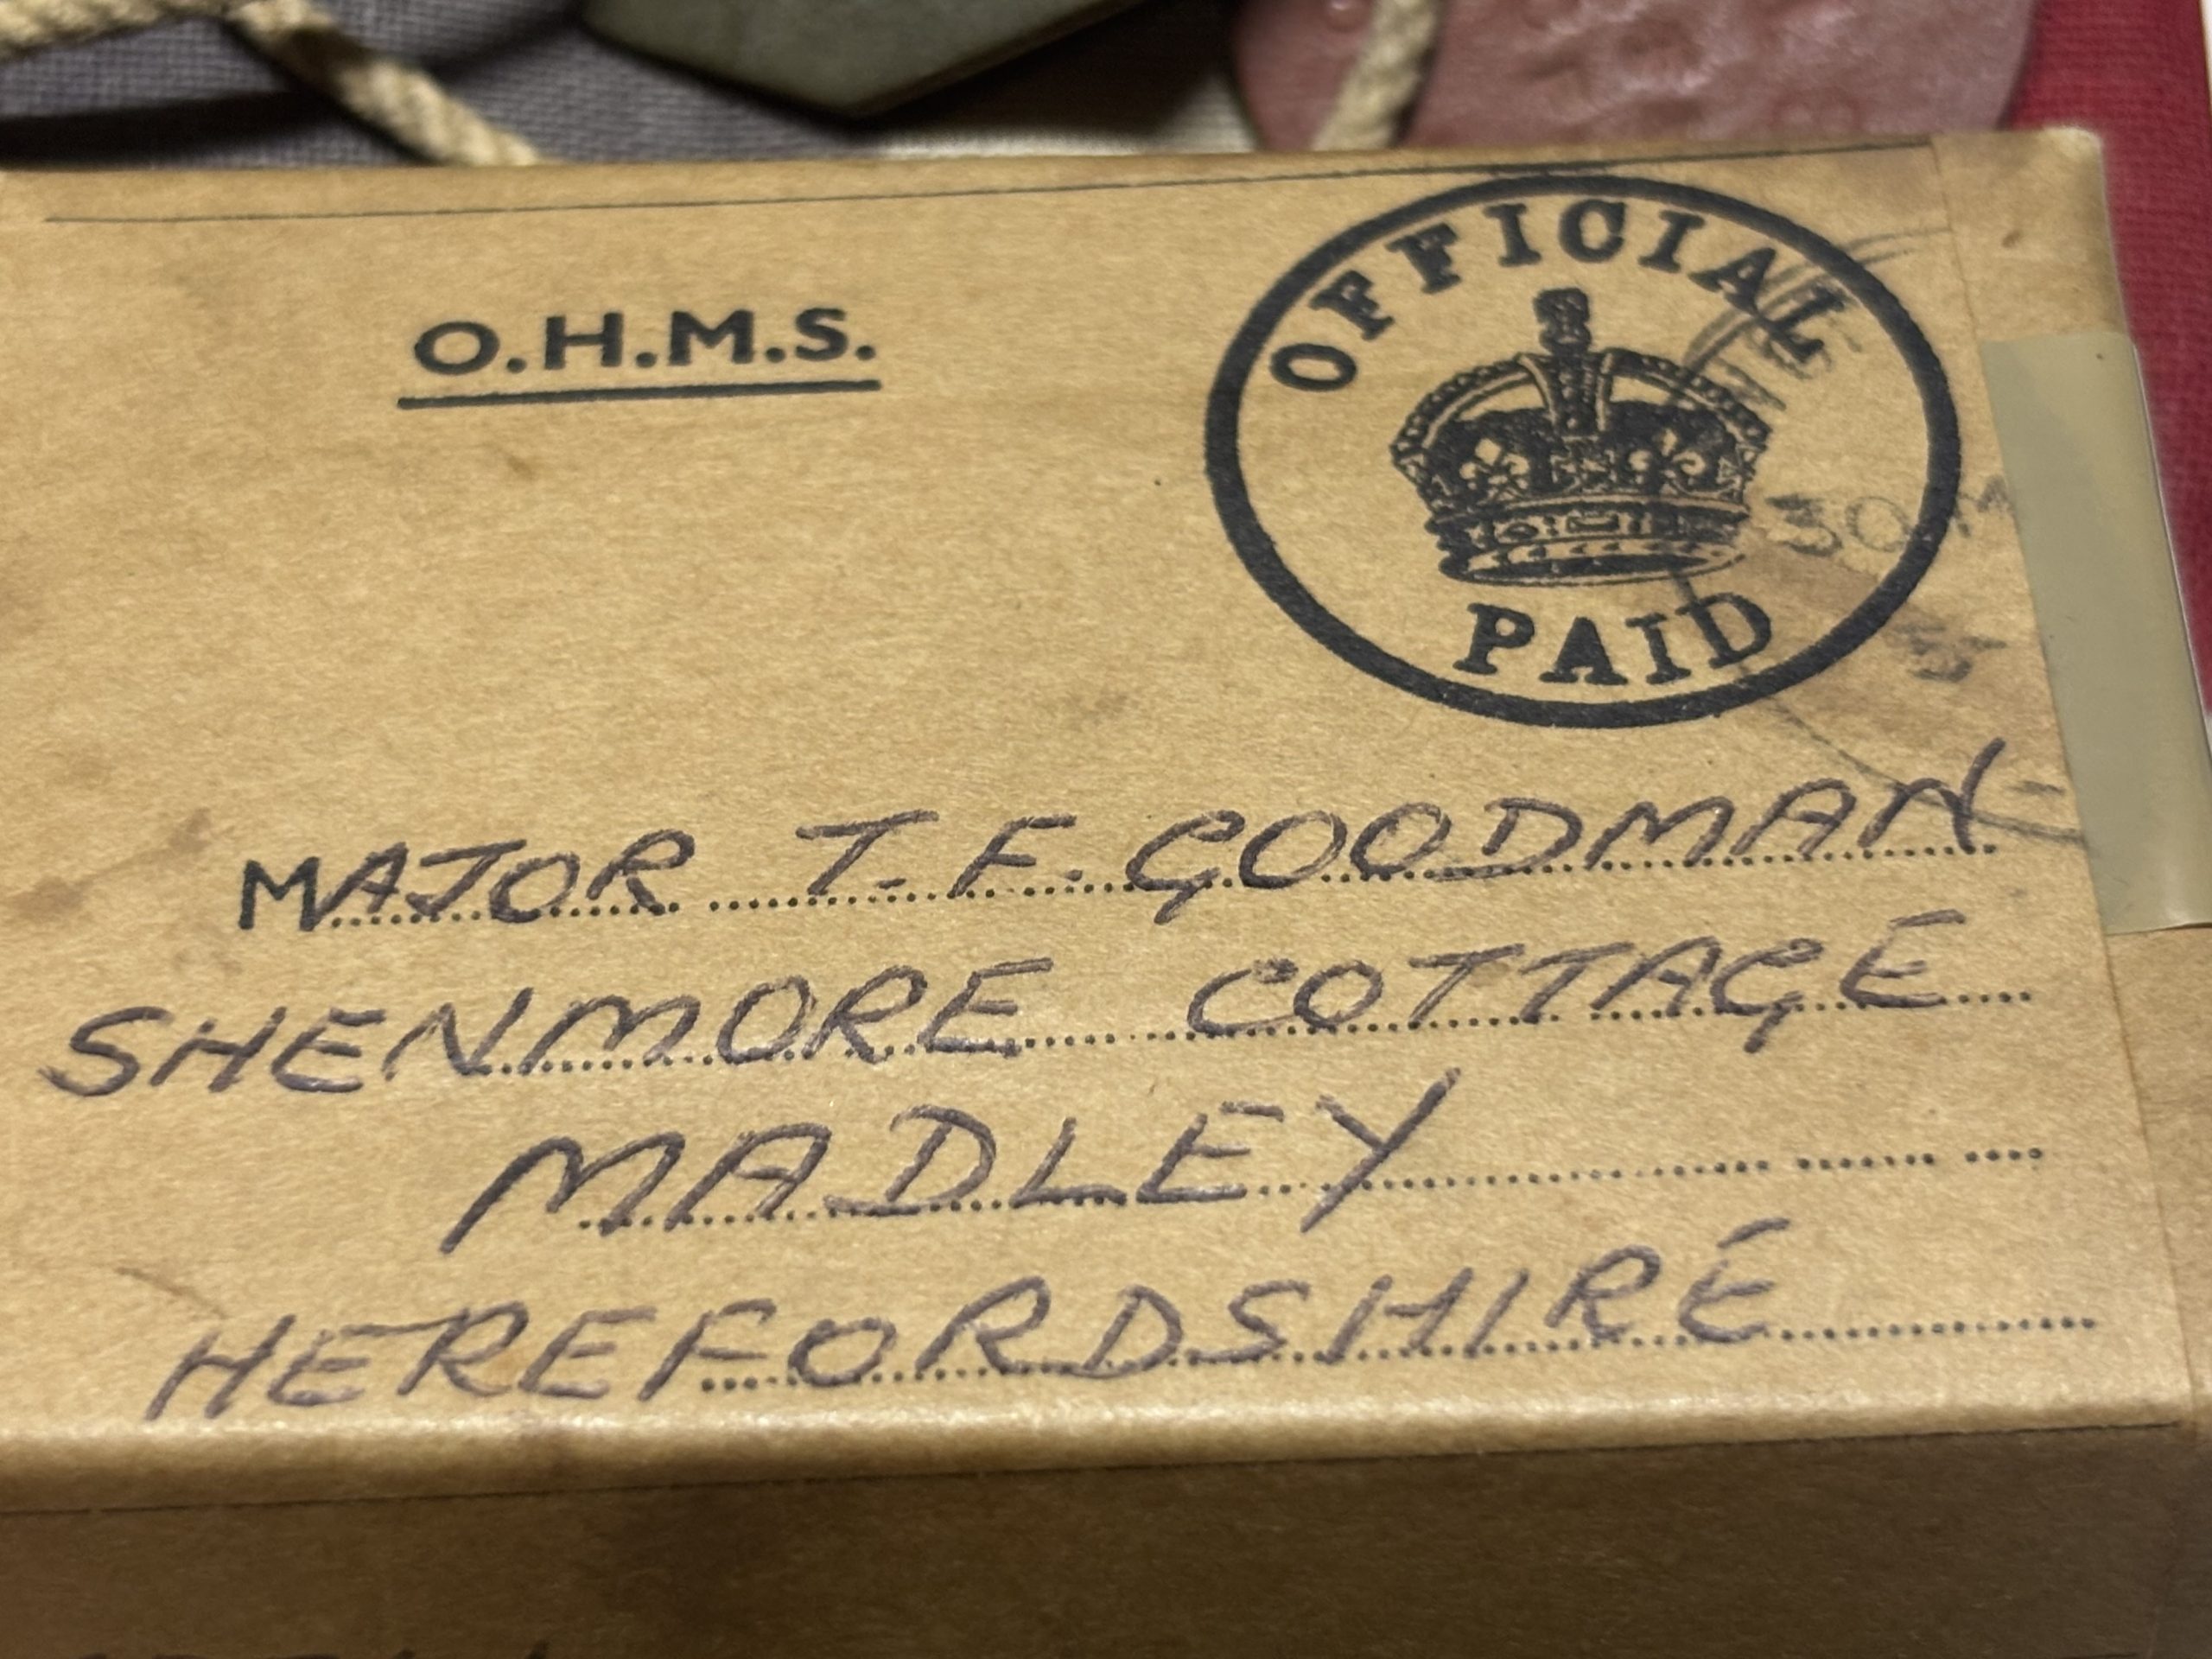 O.H.M.S.
OFFICIAL
PAID
MAJOR T.F. GOODMAN
SHENMORE COTTAGE
MADLEY
HEREFORDSHIRE